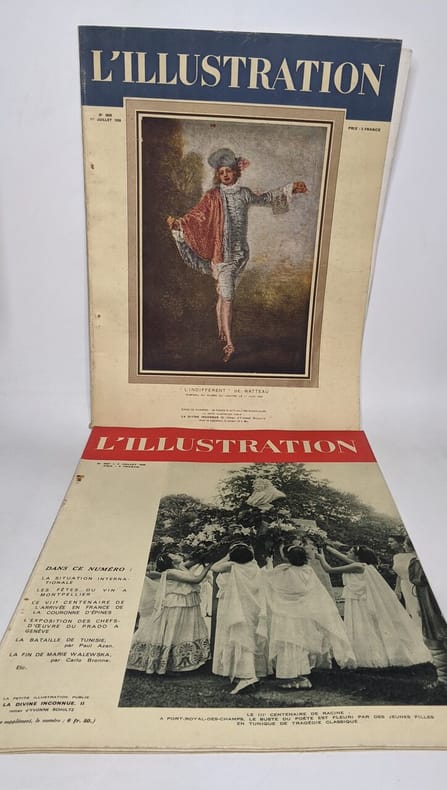 L'ILLUSTRATION
1er JUILLET 1939
PRIX : 5 FRANCS
"L'INDIFFÉRENT" DE WATTEAU
LA DIVINE INCONNUE
L'ILLUSTRATION
DANS CE NUMÉRO :
LA SITUATION INTERNA-
TIONALE
LES FÊTES DU VIN A
MONTPELLIER
LE VIIe CENTENAIRE DE
L'ARRIVÉE EN FRANCE DE
LA COURONNE D'ÉPINES
L'EXPOSITION DES CHEFS-
D'ŒUVRE DU PRADO A
GENÈVE
LA BATAILLE DE TUNISIE,
par Paul Azan.
LA FIN DE MARIE WALEWSKA,
par Carlo Bronne.
Etc.
LA PETITE ILLUSTRATION PUBLIE
LA DIVINE INCONNUE, II
roman d'YVONNE SCHULTZ
supplément, le numéro : 6 fr. 50.)
LE IIIe CENTENAIRE DE RACINE
A PORT-ROYAL-DES-CHAMPS, LE BUSTE DU POÈTE EST FLEURI PAR DES JEUNES FILLES
EN TUNIQUE DE TRAGÉDIE CLASSIQUE